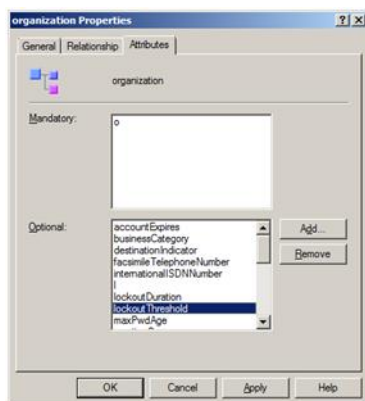 organization Properties
General Relationship Attributes
organization
Mandatory:
o
Optional:
accountExpires
businessCategory
destinationIndicator
facsimileTelephoneNumber
internationalISDNNumber
l
lockoutDuration
lockoutThreshold
maxPwdAge
Add...
Remove
OK Cancel Apply Help